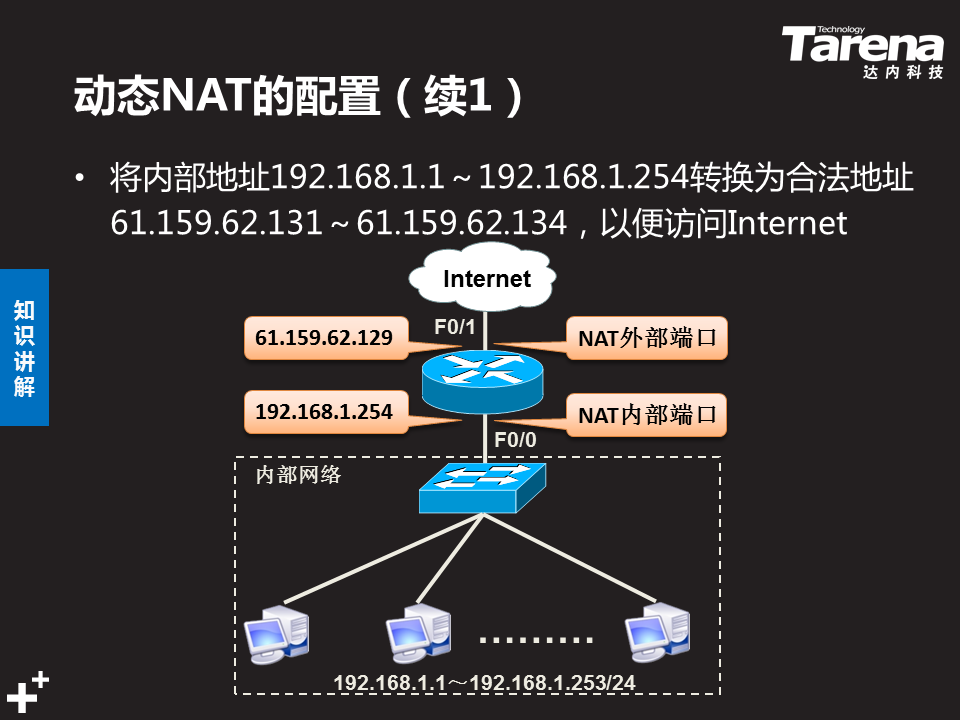 Technology
Tarena
达内科技
动态NAT的配置（续1）
• 将内部地址192.168.1.1～192.168.1.254转换为合法地址
61.159.62.131～61.159.62.134，以便访问Internet
知识讲解
Internet
F0/1
61.159.62.129
NAT外部端口
192.168.1.254
NAT内部端口
F0/0
内部网络
………
192.168.1.1～192.168.1.253/24